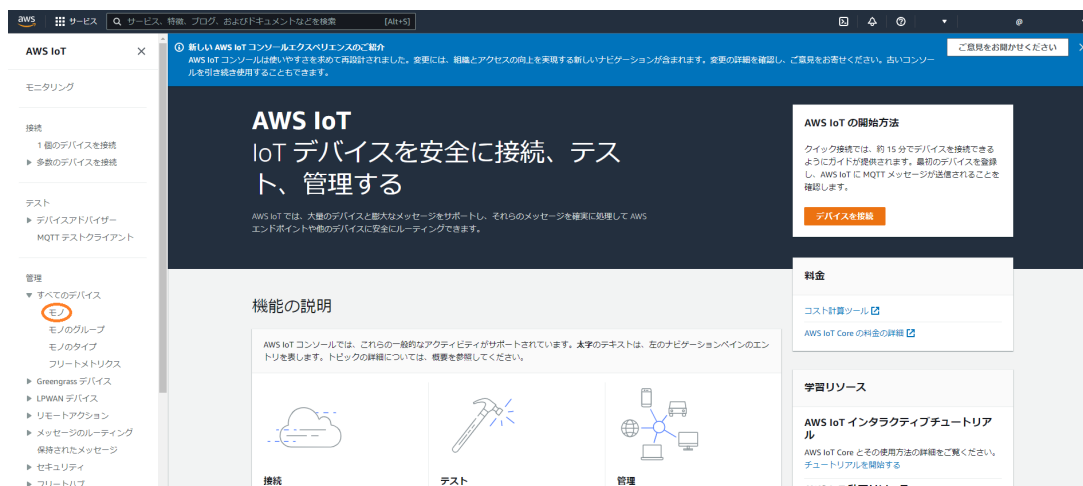 aws
サービス
サービス、特徴、ブログ、およびドキュメントなどを検索
[Alt+S]
@
AWS IoT
モニタリング
接続
1 個のデバイスを接続
多数のデバイスを接続
テスト
デバイスアドバイザー
MQTT テストクライアント
管理
すべてのデバイス
モノ
モノのグループ
モノのタイプ
フリートメトリクス
Greengrass デバイス
LPWAN デバイス
リモートアクション
メッセージのルーティング
保持されたメッセージ
セキュリティ
フリートハブ
新しい AWS IoT コンソールエクスペリエンスのご紹介
AWS IoT コンソールは使いやすさを求めて再設計されました。変更には、組織とアクセスの向上を実現する新しいナビゲーションが含まれます。変更の詳細を確認し、ご意見をお寄せください。古いコンソー
ルを引き続き使用することもできます。
ご意見をお聞かせください
AWS IoT
IoT デバイスを安全に接続、テス
ト、管理する
AWS IoT では、大量のデバイスと膨大なメッセージをサポートし、それらのメッセージを確実に処理して AWS
エンドポイントや他のデバイスに安全にルーティングできます。
AWS IoT の開始方法
クイック接続では、約 15 分でデバイスを接続できる
ようにガイドが提供されます。最初のデバイスを登録
し、AWS IoT に MQTT メッセージが送信されることを
確認します。
デバイスを接続
料金
コスト計算ツール
AWS IoT Core の料金の詳細
機能の説明
AWS IoT コンソールでは、これらの一般的なアクティビティがサポートされています。太字のテキストは、左のナビゲーションペインのエン
トリを表します。トピックの詳細については、概要を参照してください。
接続
テスト
管理
学習リソース
AWS IoT インタラクティブチュートリア
ル
AWS IoT Core とその使用方法の詳細をご覧ください。
チュートリアルを開始する